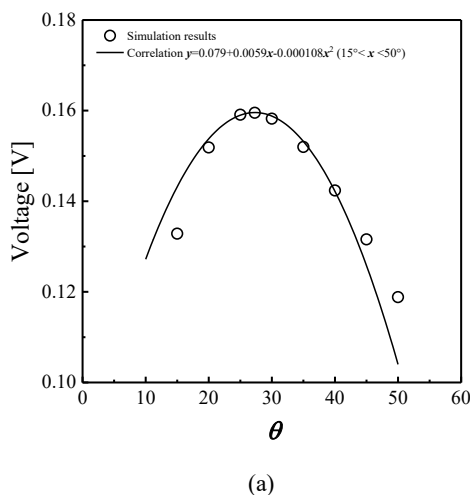 0.18
Simulation results
Correlation y=0.079+0.0059x-0.000108x² (15°< x <50°)
0.16
0.14
0.12
0.10
Voltage [V]
0 10 20 30 40 50 60
θ
(a)